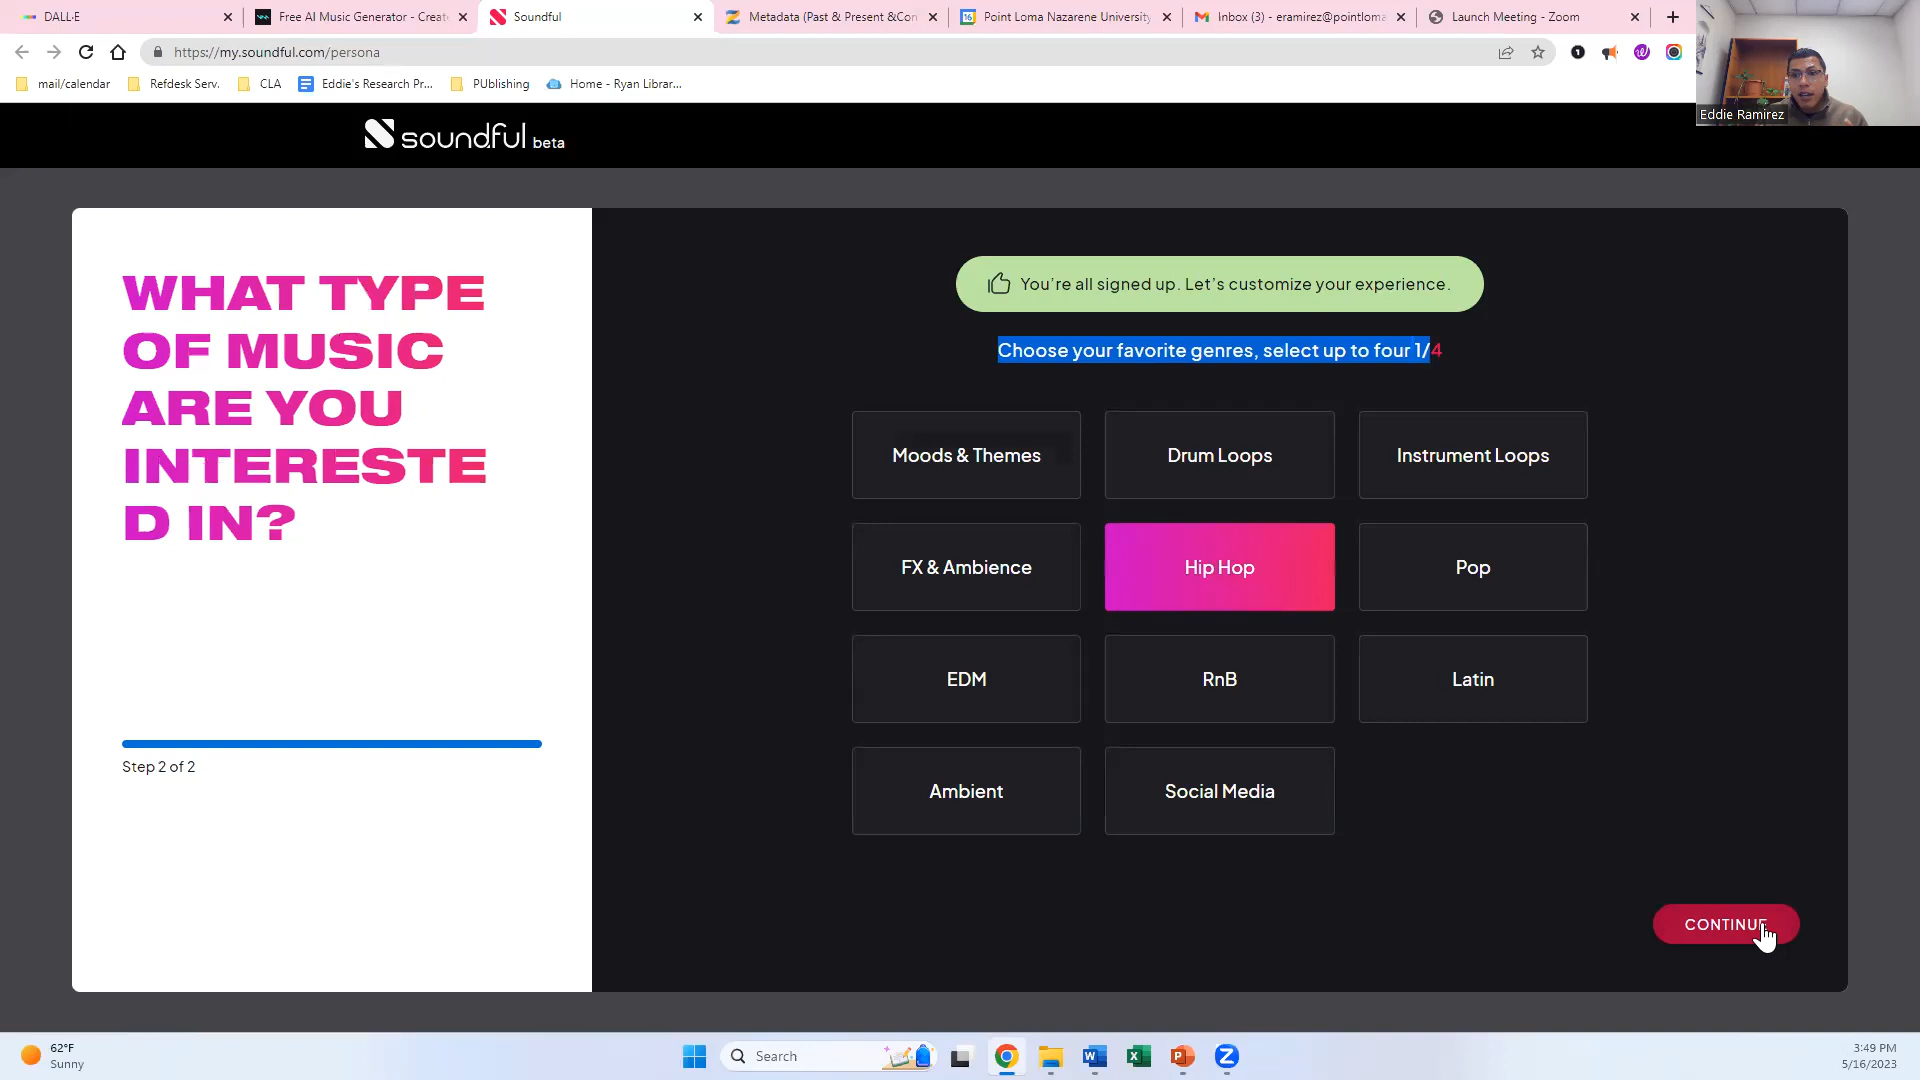 DALL·E
Free AI Music Generator - Creat
Soundful
Metadata (Past & Present &Con
Point Loma Nazarene University
Inbox (3) - eramirez@pointloma
Launch Meeting - Zoom
https://my.soundful.com/persona
mail/calendar
Refdesk Serv.
CLA
Eddie's Research Pr...
PUblishing
Home - Ryan Librar...
Eddie Ramirez
soundful beta
WHAT TYPE
OF MUSIC
ARE YOU
INTERESTE
D IN?
Step 2 of 2
You're all signed up. Let's customize your experience.
Choose your favorite genres, select up to four 1/4
Moods & Themes
Drum Loops
Instrument Loops
FX & Ambience
Hip Hop
Pop
EDM
RnB
Latin
Ambient
Social Media
CONTINUE
62°F
Sunny
Search
3:49 PM
5/16/2023